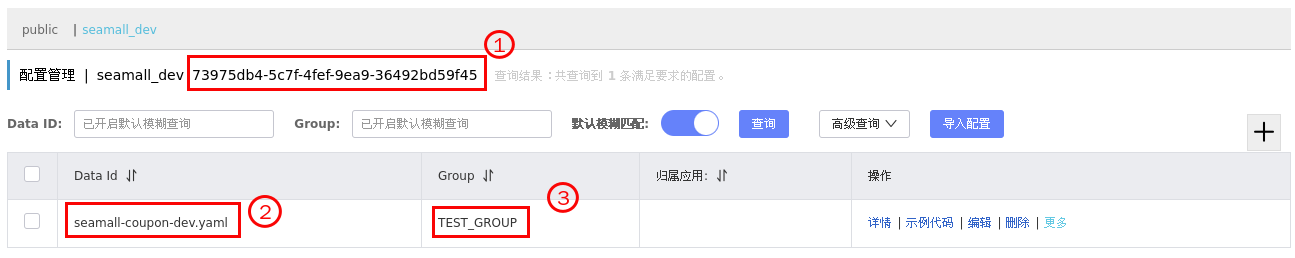 public | seamall_dev
①
配置管理 | seamall_dev 73975db4-5c7f-4fef-9ea9-36492bd59f45 查询结果：共查询到 1 条满足要求的配置。
Data ID: 已开启默认模糊查询 Group: 已开启默认模糊查询 默认模糊匹配: 查询 高级查询 导入配置
+
Data Id Group 归属应用: 操作
② ③
seamall-coupon-dev.yaml TEST_GROUP 详情 | 示例代码 | 编辑 | 删除 | 更多